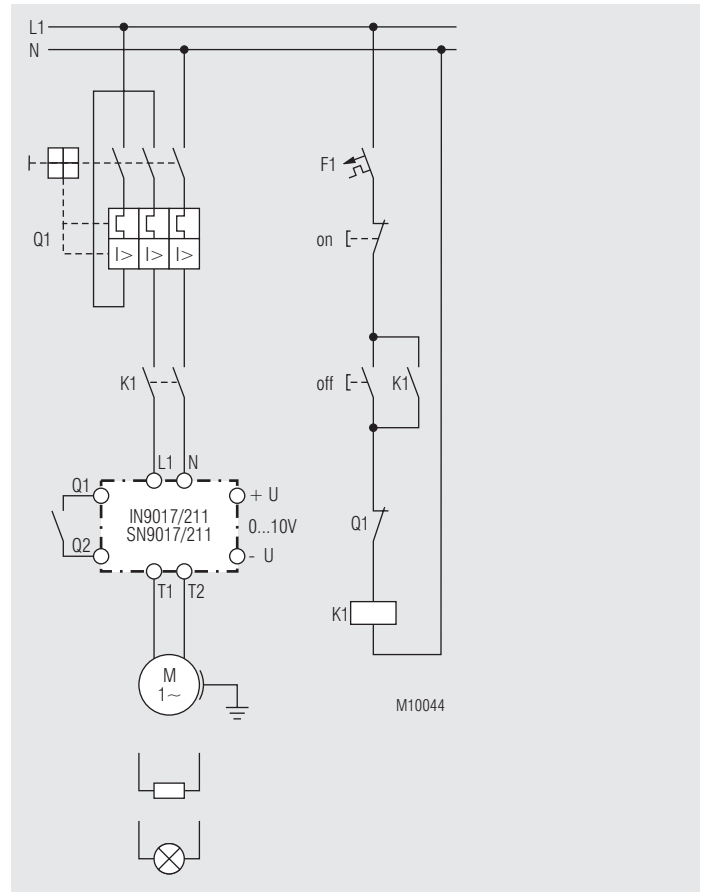 L1
N
Q1
I> I> I>
F1
on
off
K1
K1
L1 N
Q1
+ U
IN9017/211
SN9017/211
0...10V
Q2
- U
T1 T2
M
1~
Q1
K1
M10044